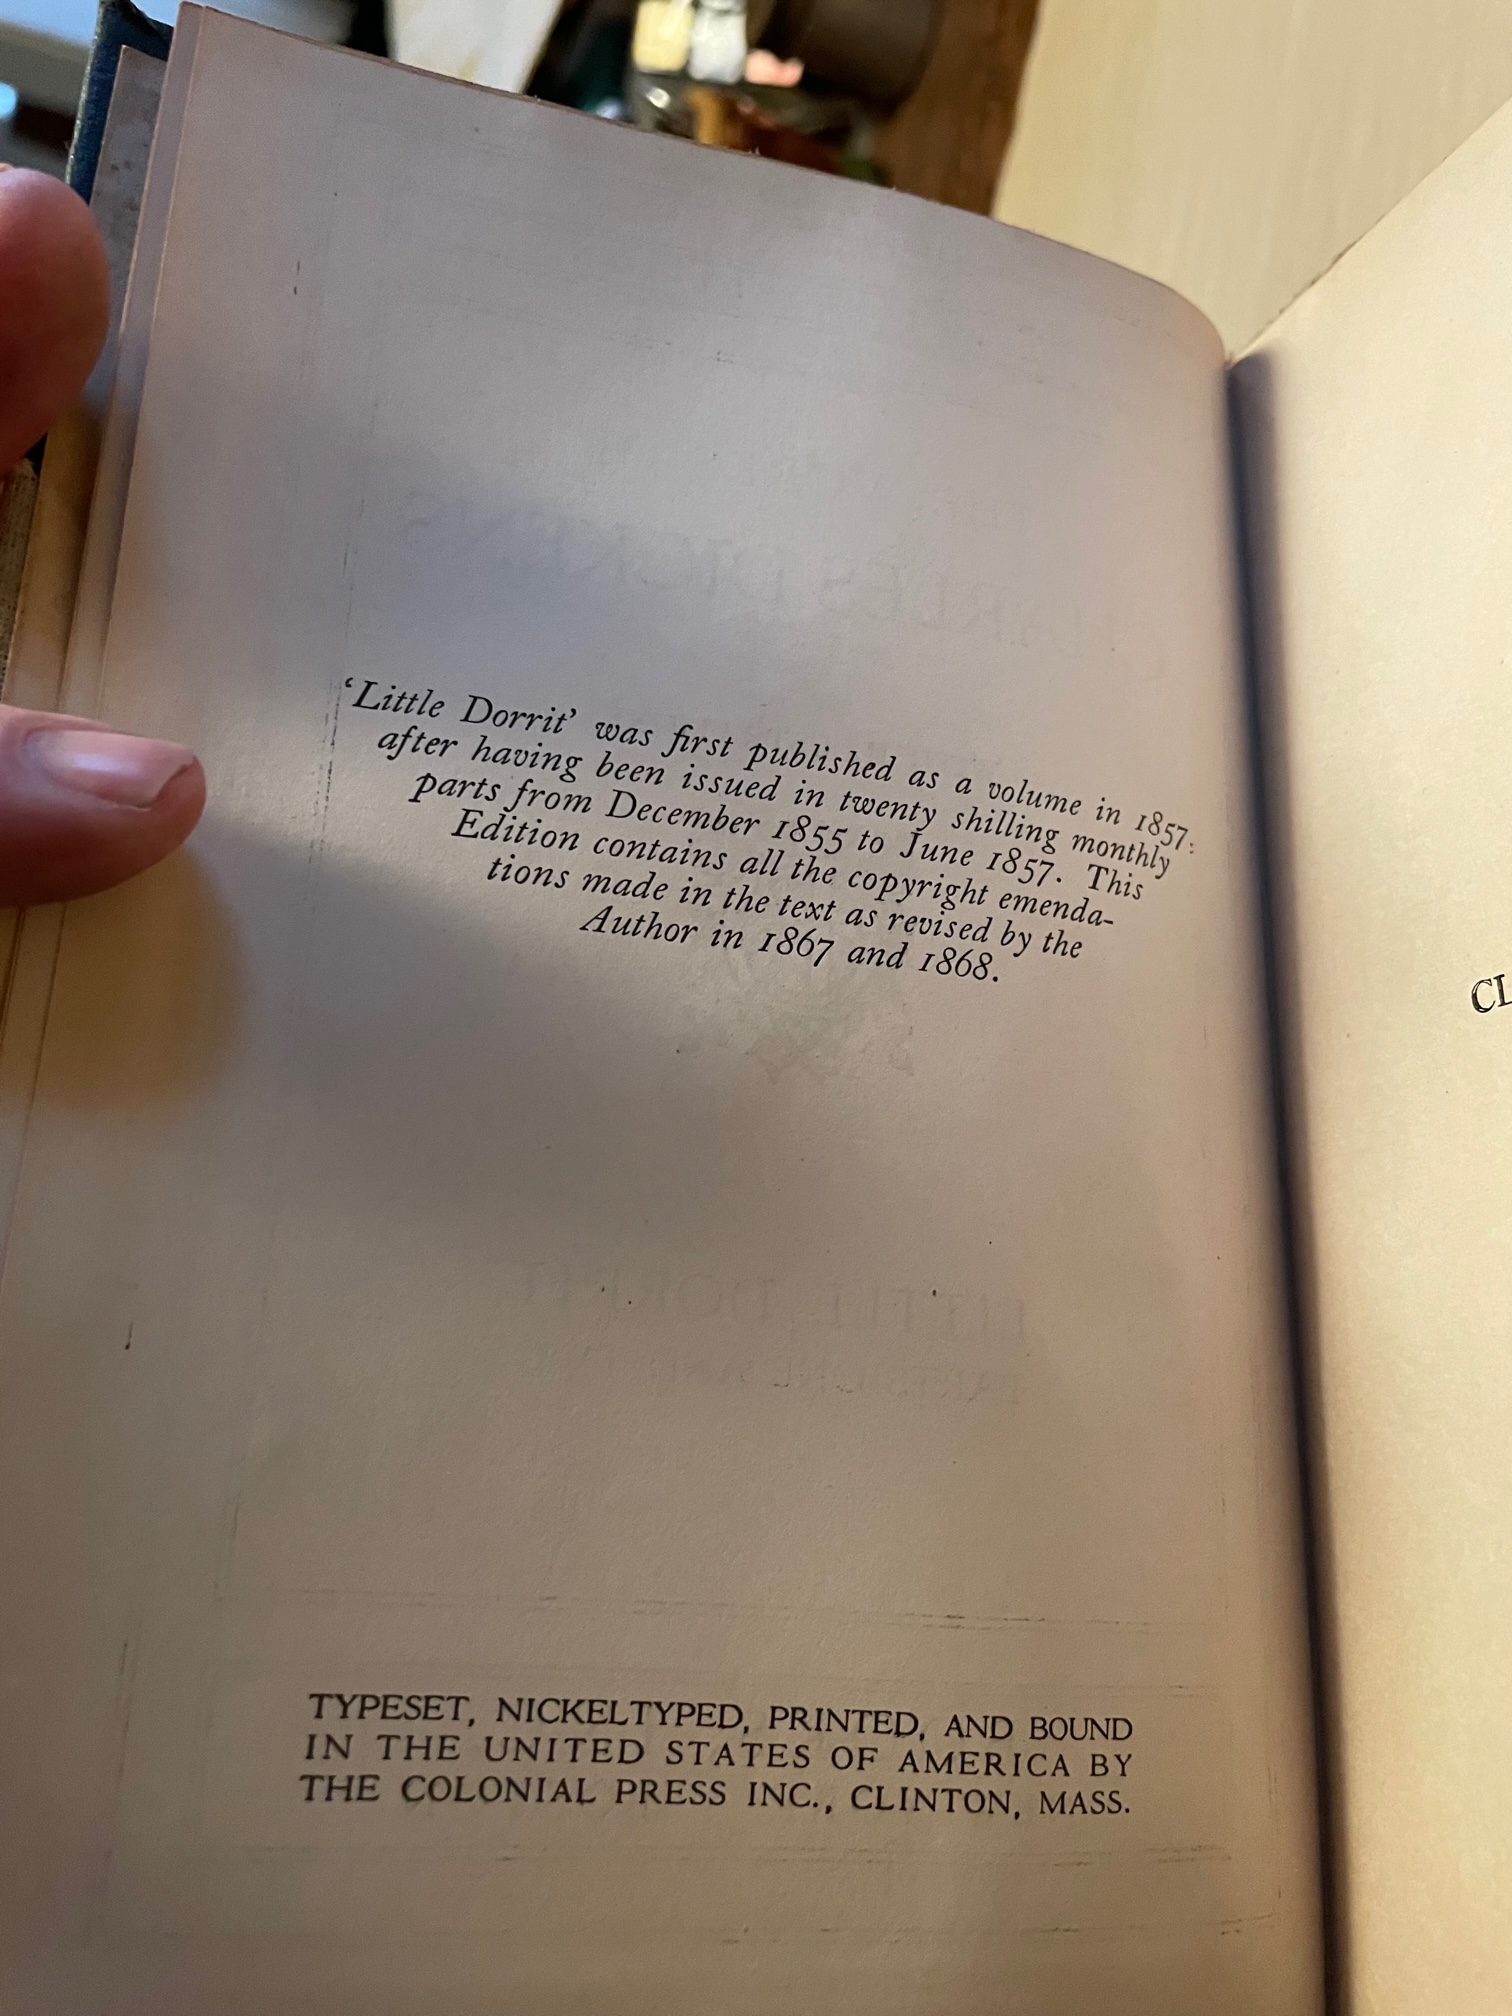 ‘Little Dorrit’ was first published as a volume in 1857:
after having been issued in twenty shilling monthly
parts from December 1855 to June 1857. This
Edition contains all the copyright emenda-
tions made in the text as revised by the
Author in 1867 and 1868.
TYPESET, NICKELTYPED, PRINTED, AND BOUND
IN THE UNITED STATES OF AMERICA BY
THE COLONIAL PRESS INC., CLINTON, MASS.
CL